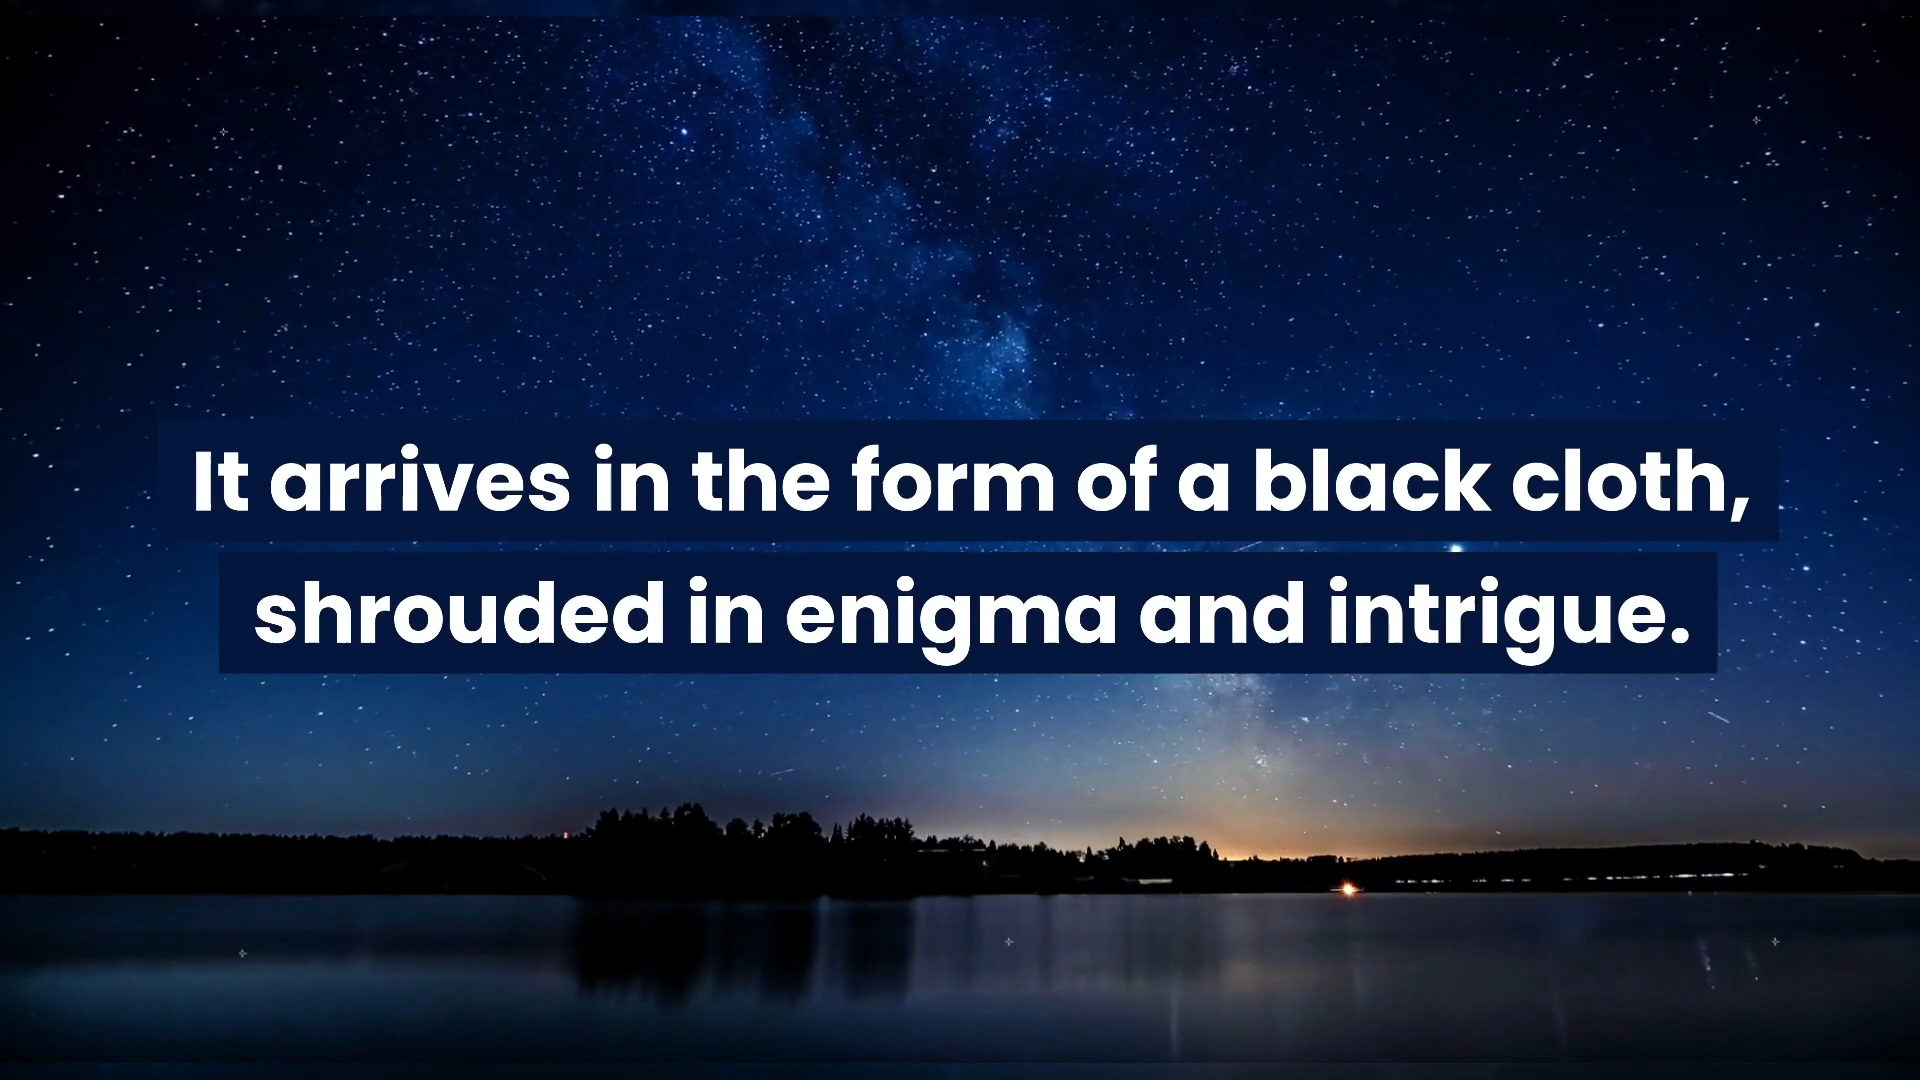 It arrives in the form of a black cloth,
shrouded in enigma and intrigue.